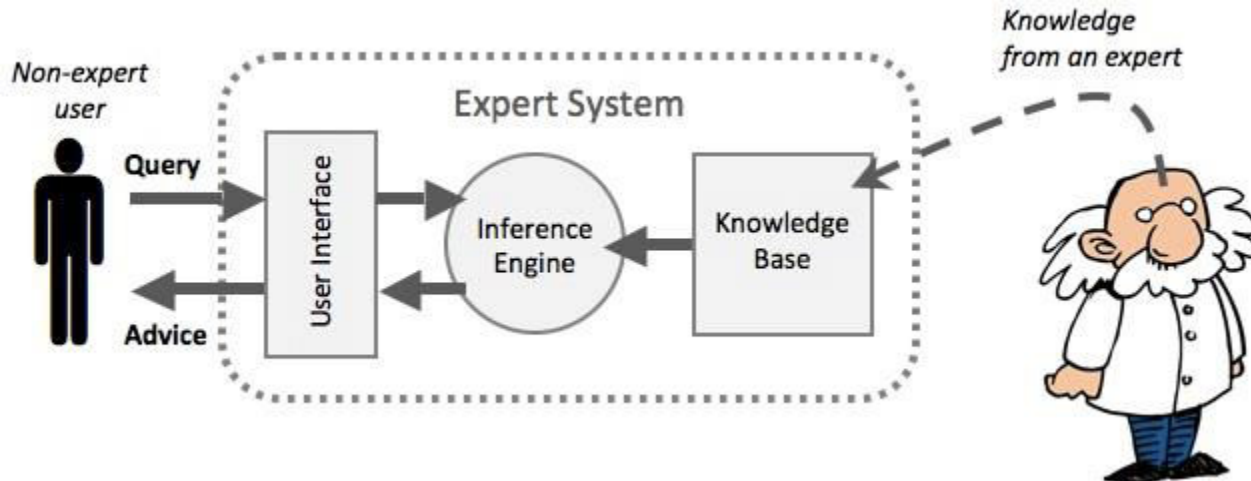 Knowledge
from an expert
Non-expert
user
Expert System
Query
User Interface
Inference
Engine
Knowledge
Base
Advice